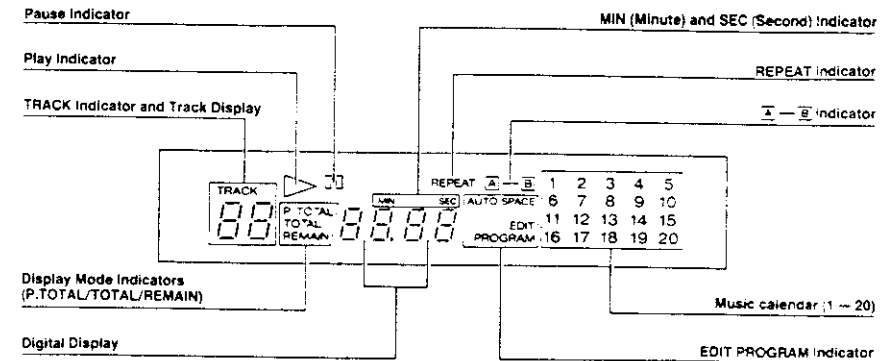 Pause Indicator
MIN (Minute) and SEC (Second) Indicator
Play Indicator
REPEAT Indicator
TRACK Indicator and Track Display
A — B Indicator
REPEAT A — B 1 2 3 4 5
TRACK MIN SEC AUTO SPACE 6 7 8 9 10
88 P.TOTAL 88.88 11 12 13 14 15
TOTAL EDIT
REMAIN PROGRAM 16 17 18 19 20
Display Mode Indicators
(P.TOTAL/TOTAL/REMAIN)
Music calendar (1 ~ 20)
Digital Display
EDIT PROGRAM Indicator